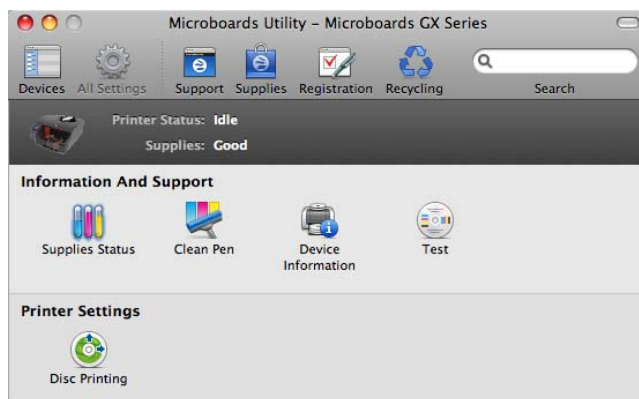 Microboards Utility – Microboards GX Series
Devices All Settings Support Supplies Registration Recycling Search
Printer Status: Idle
Supplies: Good
Information And Support
Supplies Status Clean Pen Device Information Test
Printer Settings
Disc Printing